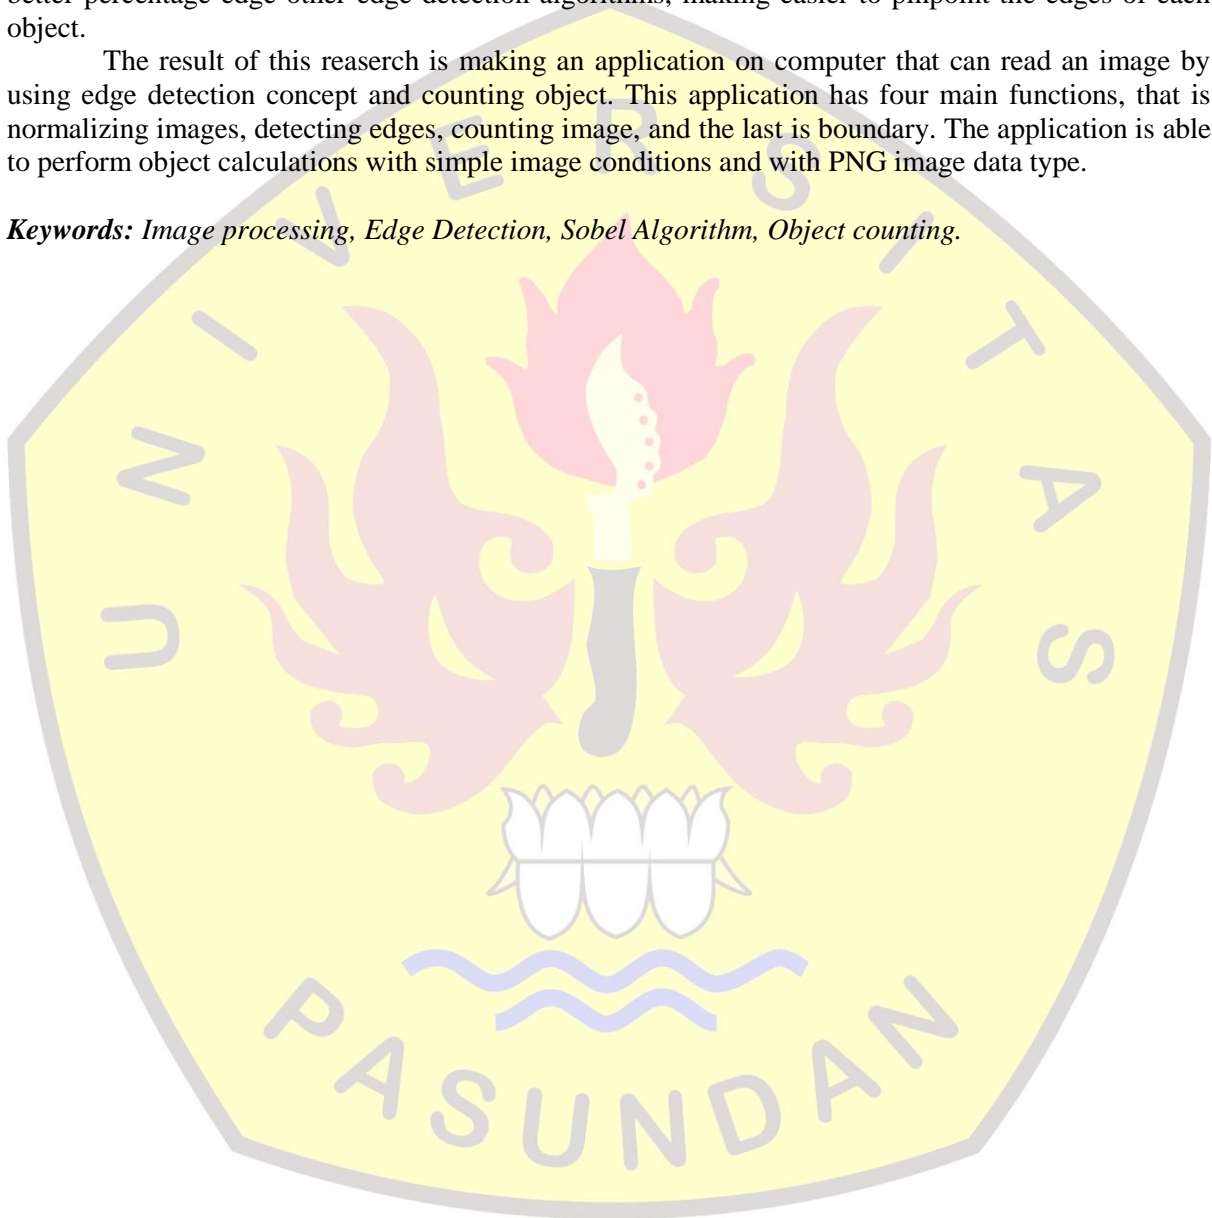 better percentage edge other edge detection algorithms, making easier to pinpoint the edges of each
object.
The result of this reaserch is making an application on computer that can read an image by
using edge detection concept and counting object. This application has four main functions, that is
normalizing images, detecting edges, counting image, and the last is boundary. The application is able
to perform object calculations with simple image conditions and with PNG image data type.
Keywords: Image processing, Edge Detection, Sobel Algorithm, Object counting.
UNIVERSITAS
PASUNDAN